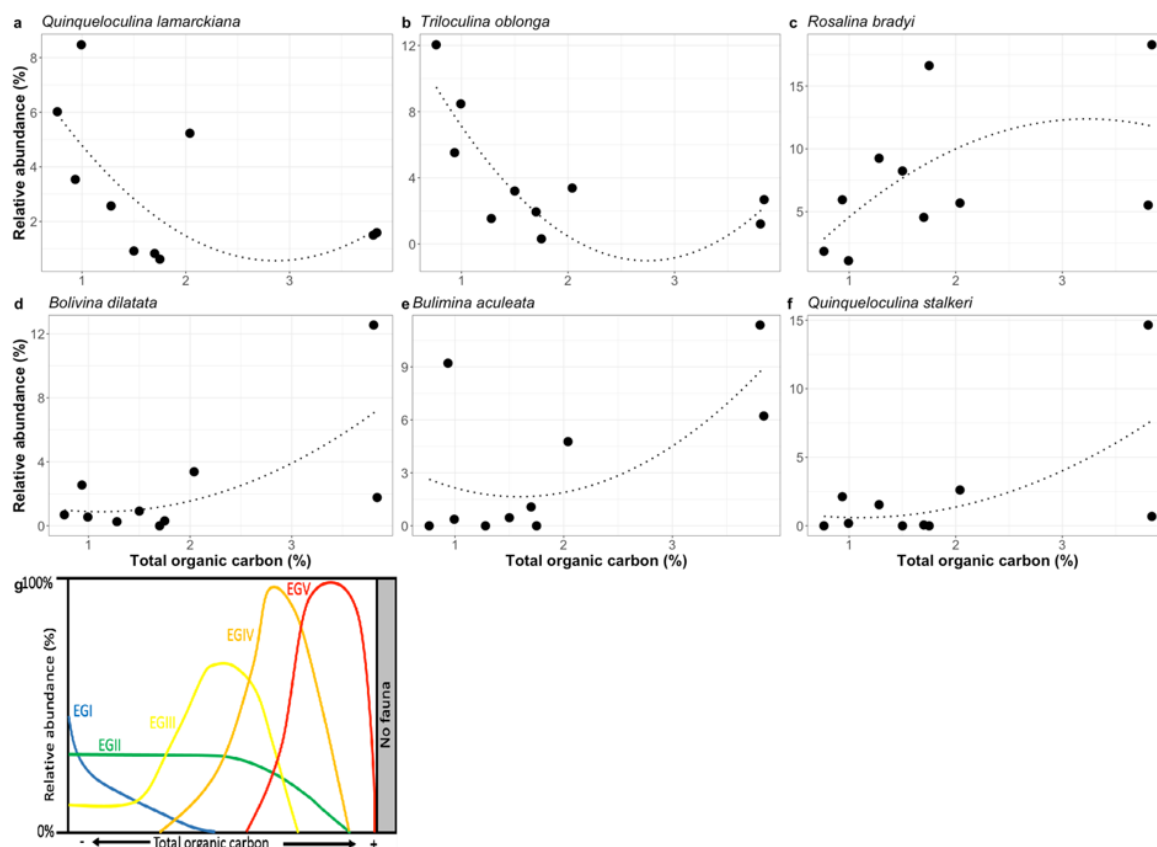 a Quinqueloculina lamarckiana
b Triloculina oblonga
c Rosalina bradyi
Relative abundance (%)
8
6
4
2
1 2 3
12
8
4
0
1 2 3
15
10
5
1 2 3
d Bolivina dilatata
e Bulimina aculeata
f Quinqueloculina stalkeri
Relative abundance (%)
12
8
4
0
1 2 3
9
6
3
0
1 2 3
15
10
5
0
1 2 3
Total organic carbon (%)
Total organic carbon (%)
Total organic carbon (%)
g
100%
Relative abundance (%)
0%
EGI
EGII
EGIII
EGIV
EGV
No fauna
- Total organic carbon +